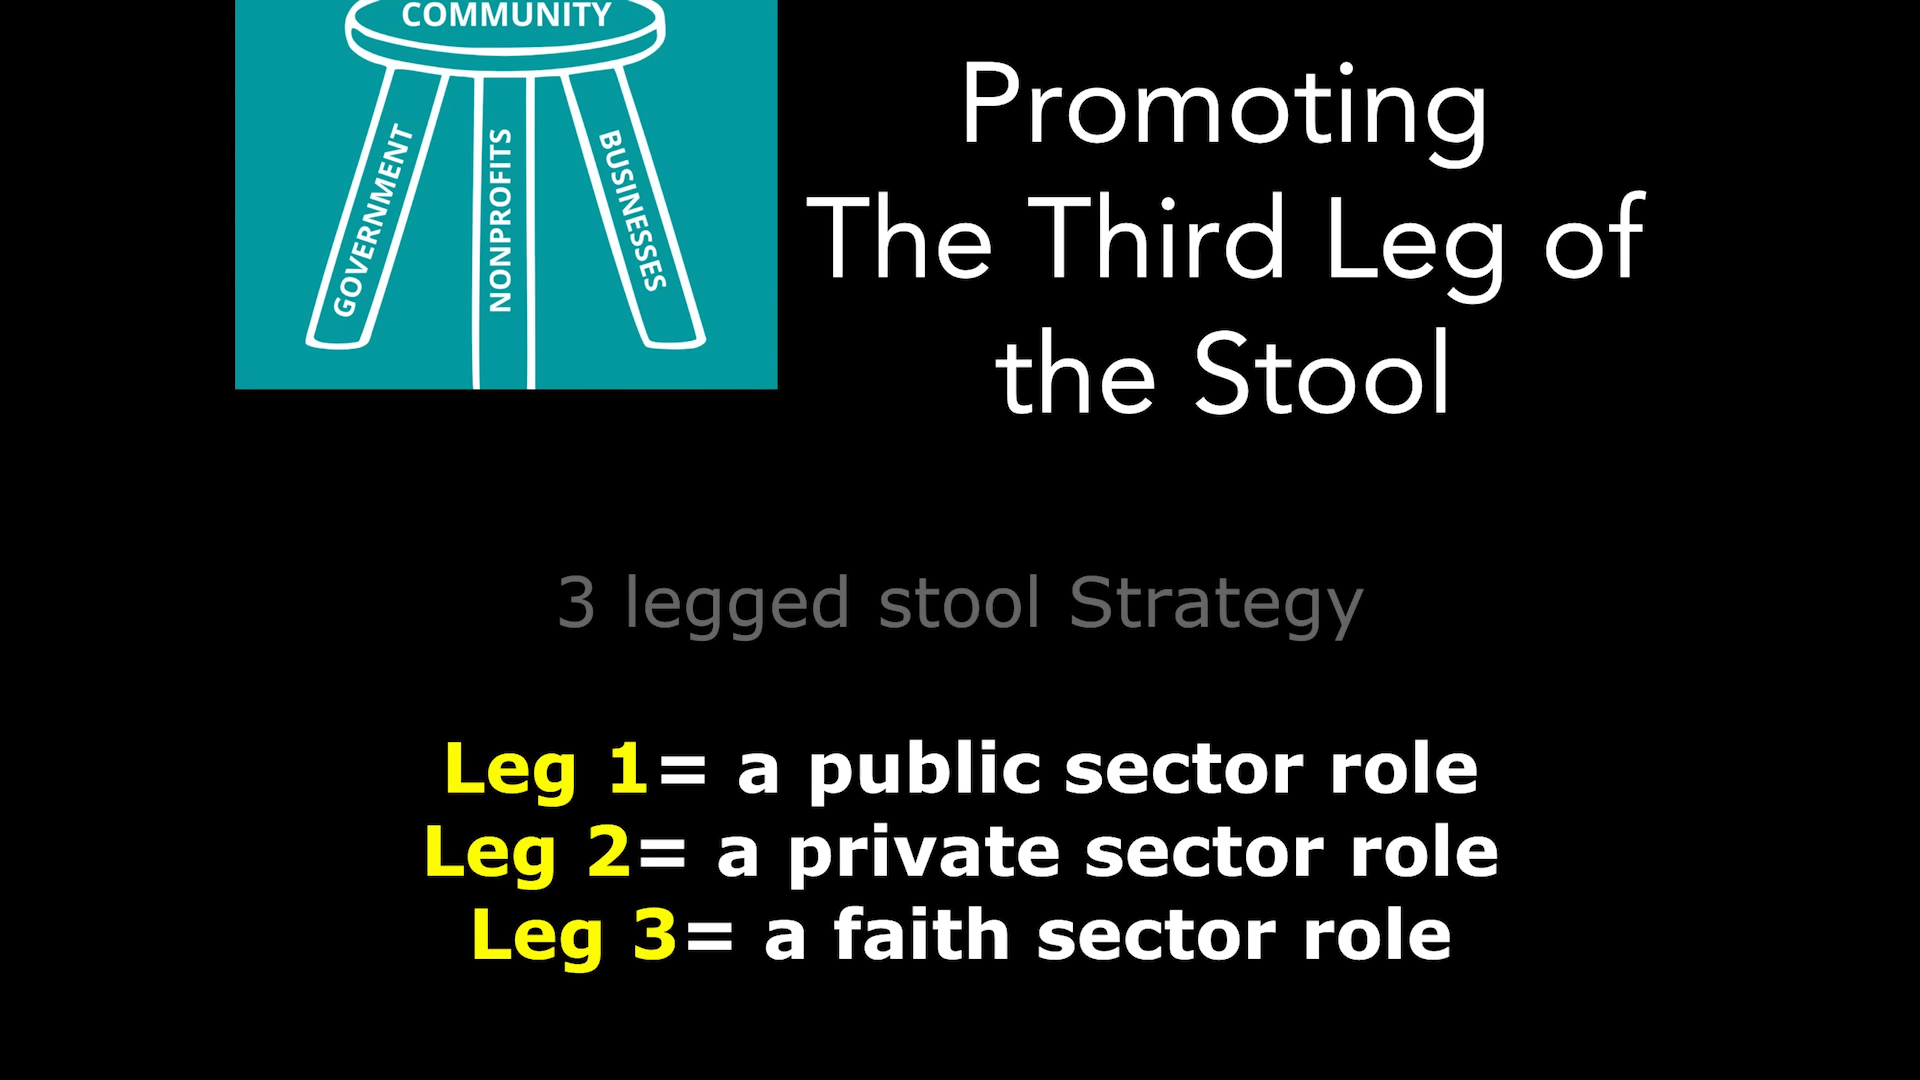 COMMUNITY
GOVERNMENT
NONPROFITS
BUSINESSES
Promoting
The Third Leg of
the Stool
3 legged stool Strategy
Leg 1= a public sector role
Leg 2= a private sector role
Leg 3= a faith sector role